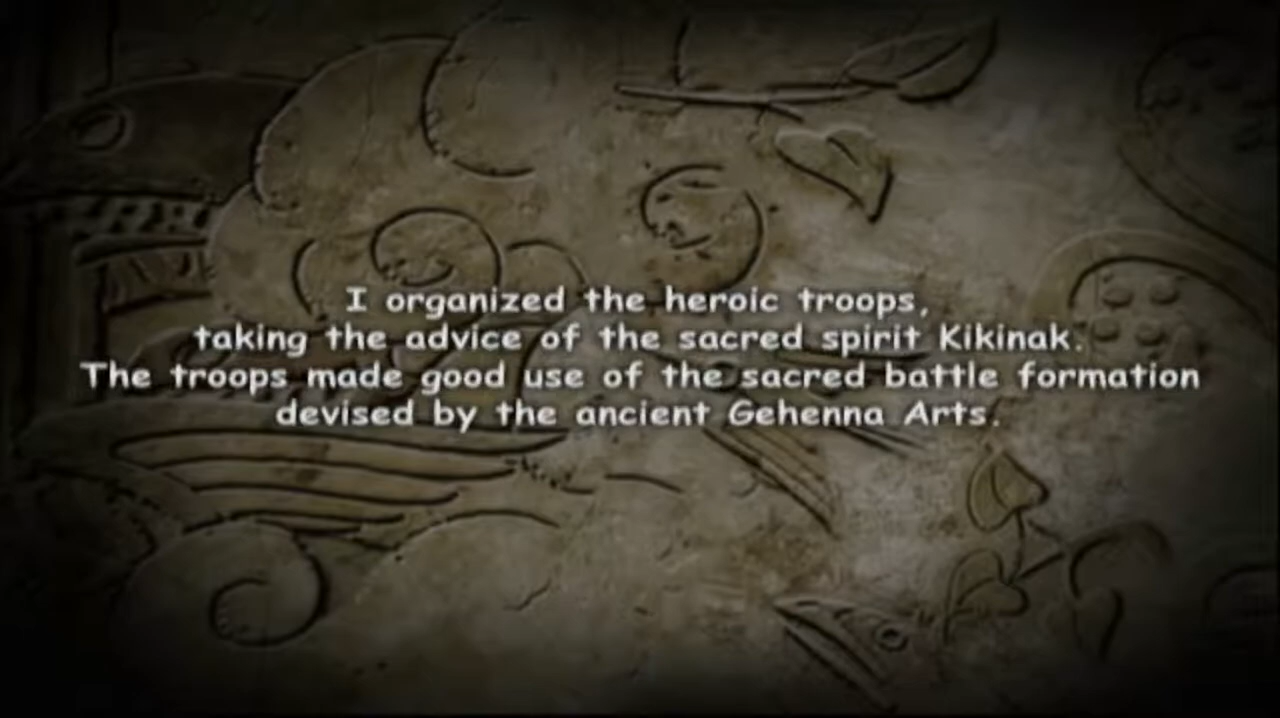 I organized the heroic troops,
taking the advice of the sacred spirit Kikinak.
The troops made good use of the sacred battle formation
devised by the ancient Gehenna Arts.